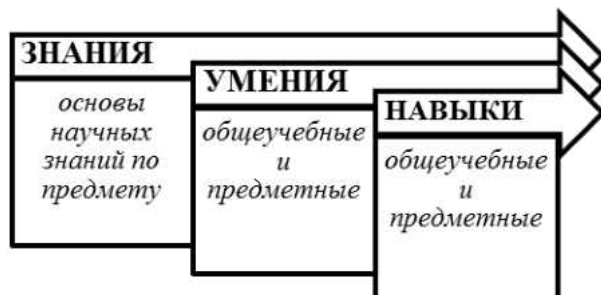 ЗНАНИЯ
основы
научных
знаний по
предмету
УМЕНИЯ
общеучебные
и
предметные
НАВЫКИ
общеучебные
и
предметные